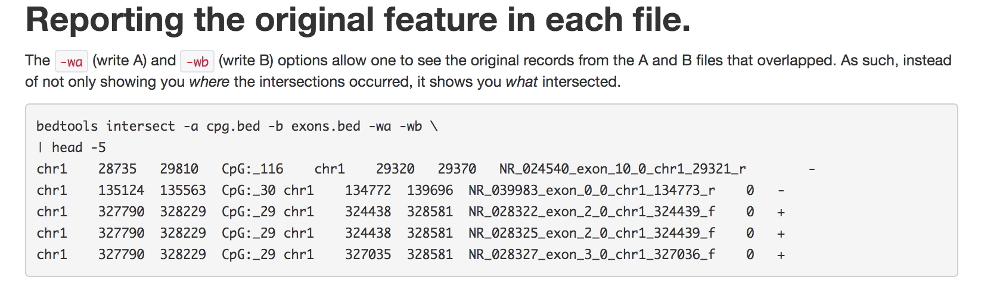 Reporting the original feature in each file.
The -wa (write A) and -wb (write B) options allow one to see the original records from the A and B files that overlapped. As such, instead
of not only showing you where the intersections occurred, it shows you what intersected.
bedtools intersect -a cpg.bed -b exons.bed -wa -wb \
| head -5
chr1    28735   29810   CpG:_116    chr1    29320   29370   NR_024540_exon_10_0_chr1_29321_r        -
chr1    135124  135563  CpG:_30 chr1    134772  139696  NR_039983_exon_0_0_chr1_134773_r    0   -
chr1    327790  328229  CpG:_29 chr1    324438  328581  NR_028322_exon_2_0_chr1_324439_f    0   +
chr1    327790  328229  CpG:_29 chr1    324438  328581  NR_028325_exon_2_0_chr1_324439_f    0   +
chr1    327790  328229  CpG:_29 chr1    327035  328581  NR_028327_exon_3_0_chr1_327036_f    0   +